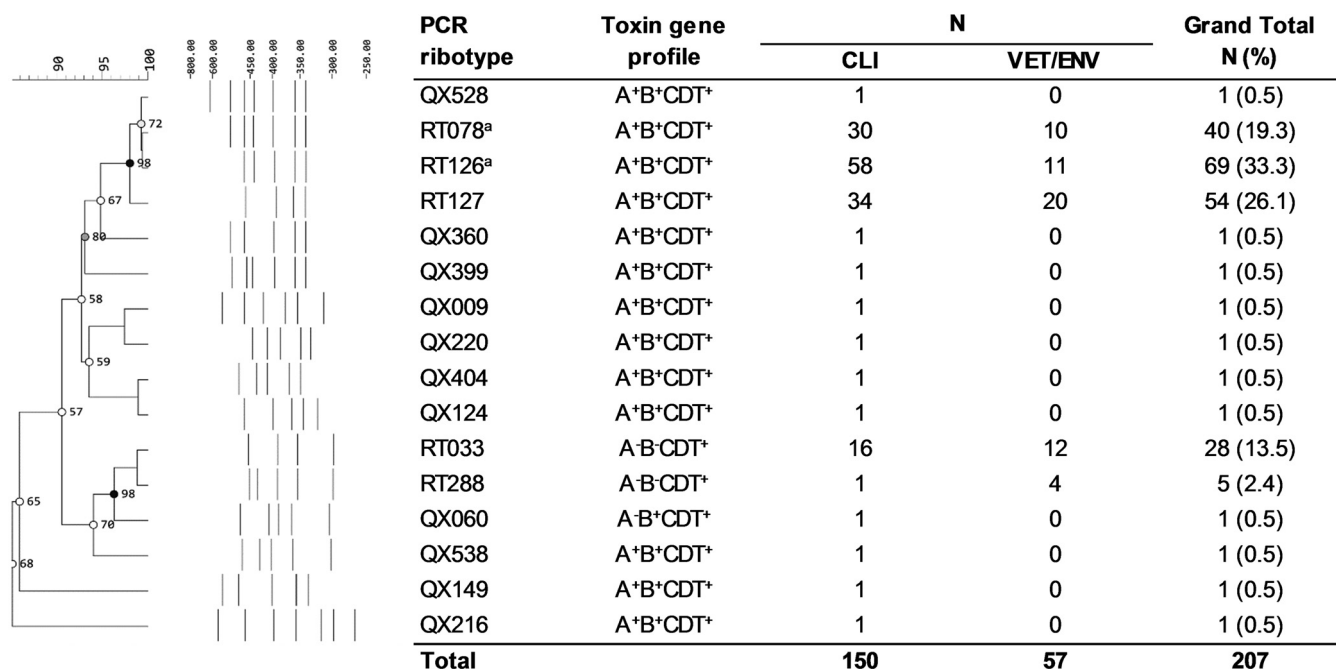 90 95 100
-800.00 -600.00 -450.00 -400.00 -350.00 -300.00 -250.00
PCR ribotype Toxin gene profile N Grand Total N (%)
CLI VET/ENV
QX528 A⁺B⁺CDT⁺ 1 0 1 (0.5)
RT078ᵃ A⁺B⁺CDT⁺ 30 10 40 (19.3)
RT126ᵃ A⁺B⁺CDT⁺ 58 11 69 (33.3)
RT127 A⁺B⁺CDT⁺ 34 20 54 (26.1)
QX360 A⁺B⁺CDT⁺ 1 0 1 (0.5)
QX399 A⁺B⁺CDT⁺ 1 0 1 (0.5)
QX009 A⁺B⁺CDT⁺ 1 0 1 (0.5)
QX220 A⁺B⁺CDT⁺ 1 0 1 (0.5)
QX404 A⁺B⁺CDT⁺ 1 0 1 (0.5)
QX124 A⁺B⁺CDT⁺ 1 0 1 (0.5)
RT033 A⁻B⁻CDT⁺ 16 12 28 (13.5)
RT288 A⁻B⁻CDT⁺ 1 4 5 (2.4)
QX060 A⁻B⁺CDT⁺ 1 0 1 (0.5)
QX538 A⁺B⁺CDT⁺ 1 0 1 (0.5)
QX149 A⁺B⁺CDT⁺ 1 0 1 (0.5)
QX216 A⁺B⁺CDT⁺ 1 0 1 (0.5)
Total 150 57 207
72
98
67
80
58
59
57
98
65
70
68